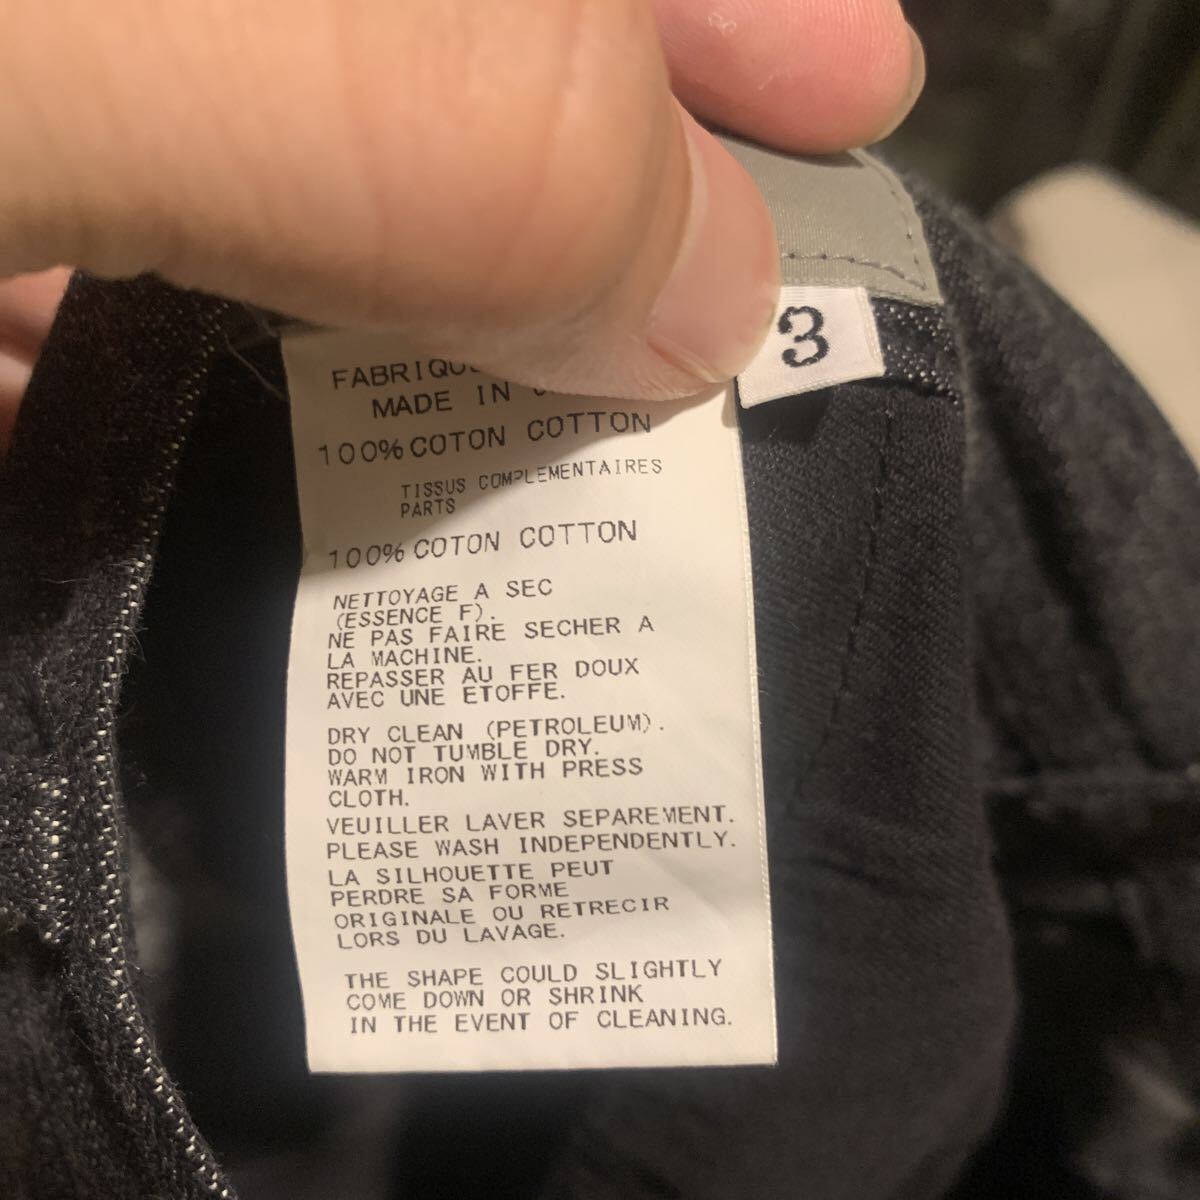 3
MADE IN
100% COTON COTTON
TISSUS COMPLEMENTAIRES
PARTS
100% COTON COTTON
NETTOYAGE A SEC
(ESSENCE F).
NE PAS FAIRE SECHER A
LA MACHINE.
REPASSER AU FER DOUX
AVEC UNE ETOFFE.
DRY CLEAN (PETROLEUM).
DO NOT TUMBLE DRY.
WARM IRON WITH PRESS
CLOTH.
VEUILLER LAVER SEPAREMENT.
PLEASE WASH INDEPENDENTLY.
LA SILHOUETTE PEUT
PERDRE SA FORME
ORIGINALE OU RETRECIR
LORS DU LAVAGE.
THE SHAPE COULD SLIGHTLY
COME DOWN OR SHRINK
IN THE EVENT OF CLEANING.